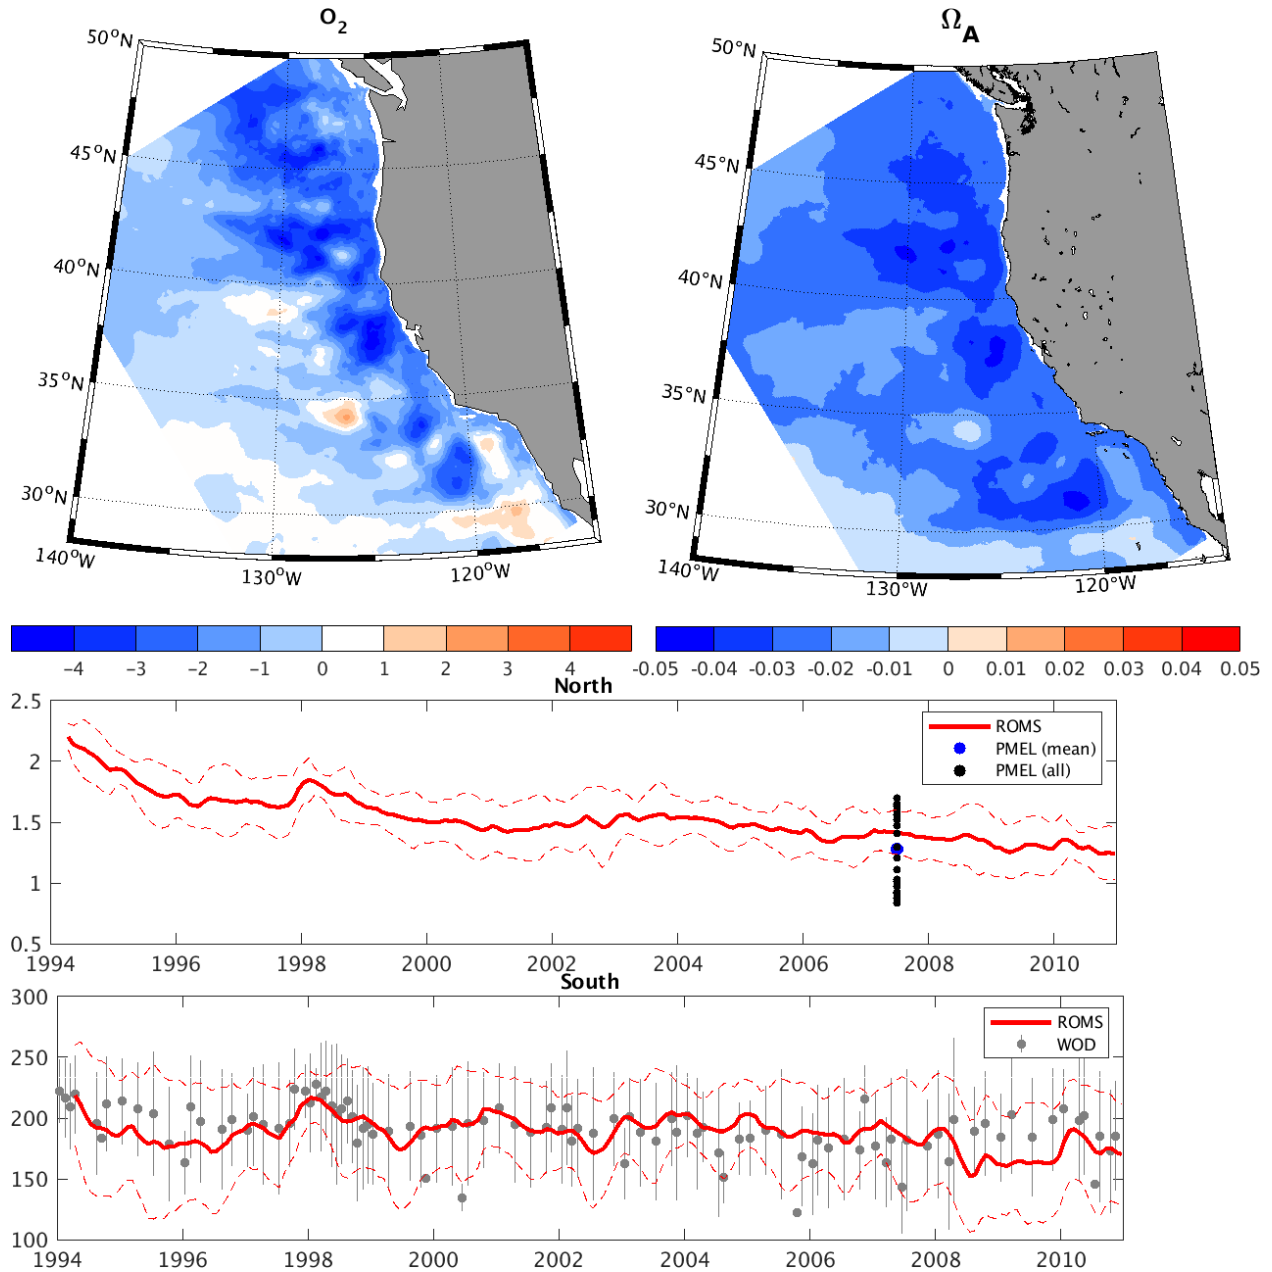 O2
ΩA
50°N
45°N
40°N
35°N
30°N
140°W
130°W
120°W
50°N
45°N
40°N
35°N
30°N
140°W
130°W
120°W
-4 -3 -2 -1 0 1 2 3 4
-0.05 -0.04 -0.03 -0.02 -0.01 0 0.01 0.02 0.03 0.04 0.05
North
2.5
2
1.5
1
0.5
ROMS
PMEL (mean)
PMEL (all)
1994 1996 1998 2000 2002 2004 2006 2008 2010
South
300
250
200
150
100
ROMS
WOD
1994 1996 1998 2000 2002 2004 2006 2008 2010